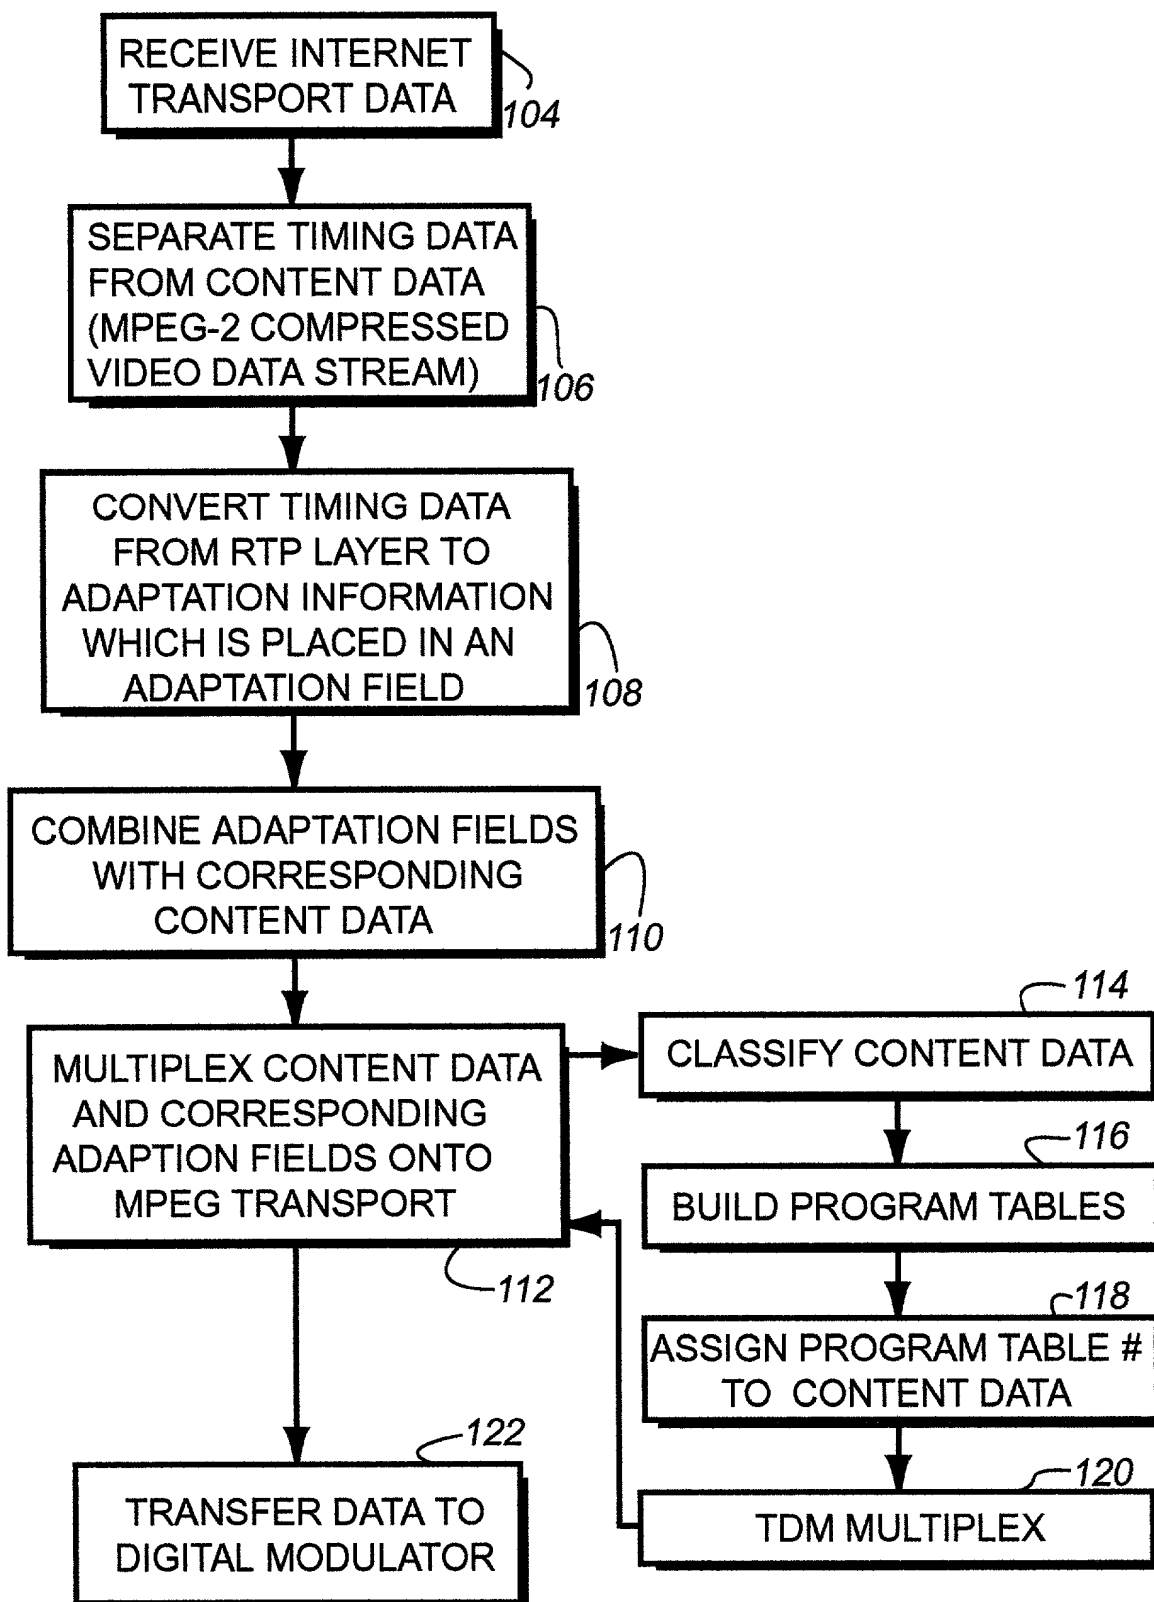 RECEIVE INTERNET
TRANSPORT DATA
104
SEPARATE TIMING DATA
FROM CONTENT DATA
(MPEG-2 COMPRESSED
VIDEO DATA STREAM)
106
CONVERT TIMING DATA
FROM RTP LAYER TO
ADAPTATION INFORMATION
WHICH IS PLACED IN AN
ADAPTATION FIELD
108
COMBINE ADAPTATION FIELDS
WITH CORRESPONDING
CONTENT DATA
110
MULTIPLEX CONTENT DATA
AND CORRESPONDING
ADAPTION FIELDS ONTO
MPEG TRANSPORT
112
114
CLASSIFY CONTENT DATA
116
BUILD PROGRAM TABLES
118
ASSIGN PROGRAM TABLE #
TO CONTENT DATA
120
TDM MULTIPLEX
122
TRANSFER DATA TO
DIGITAL MODULATOR